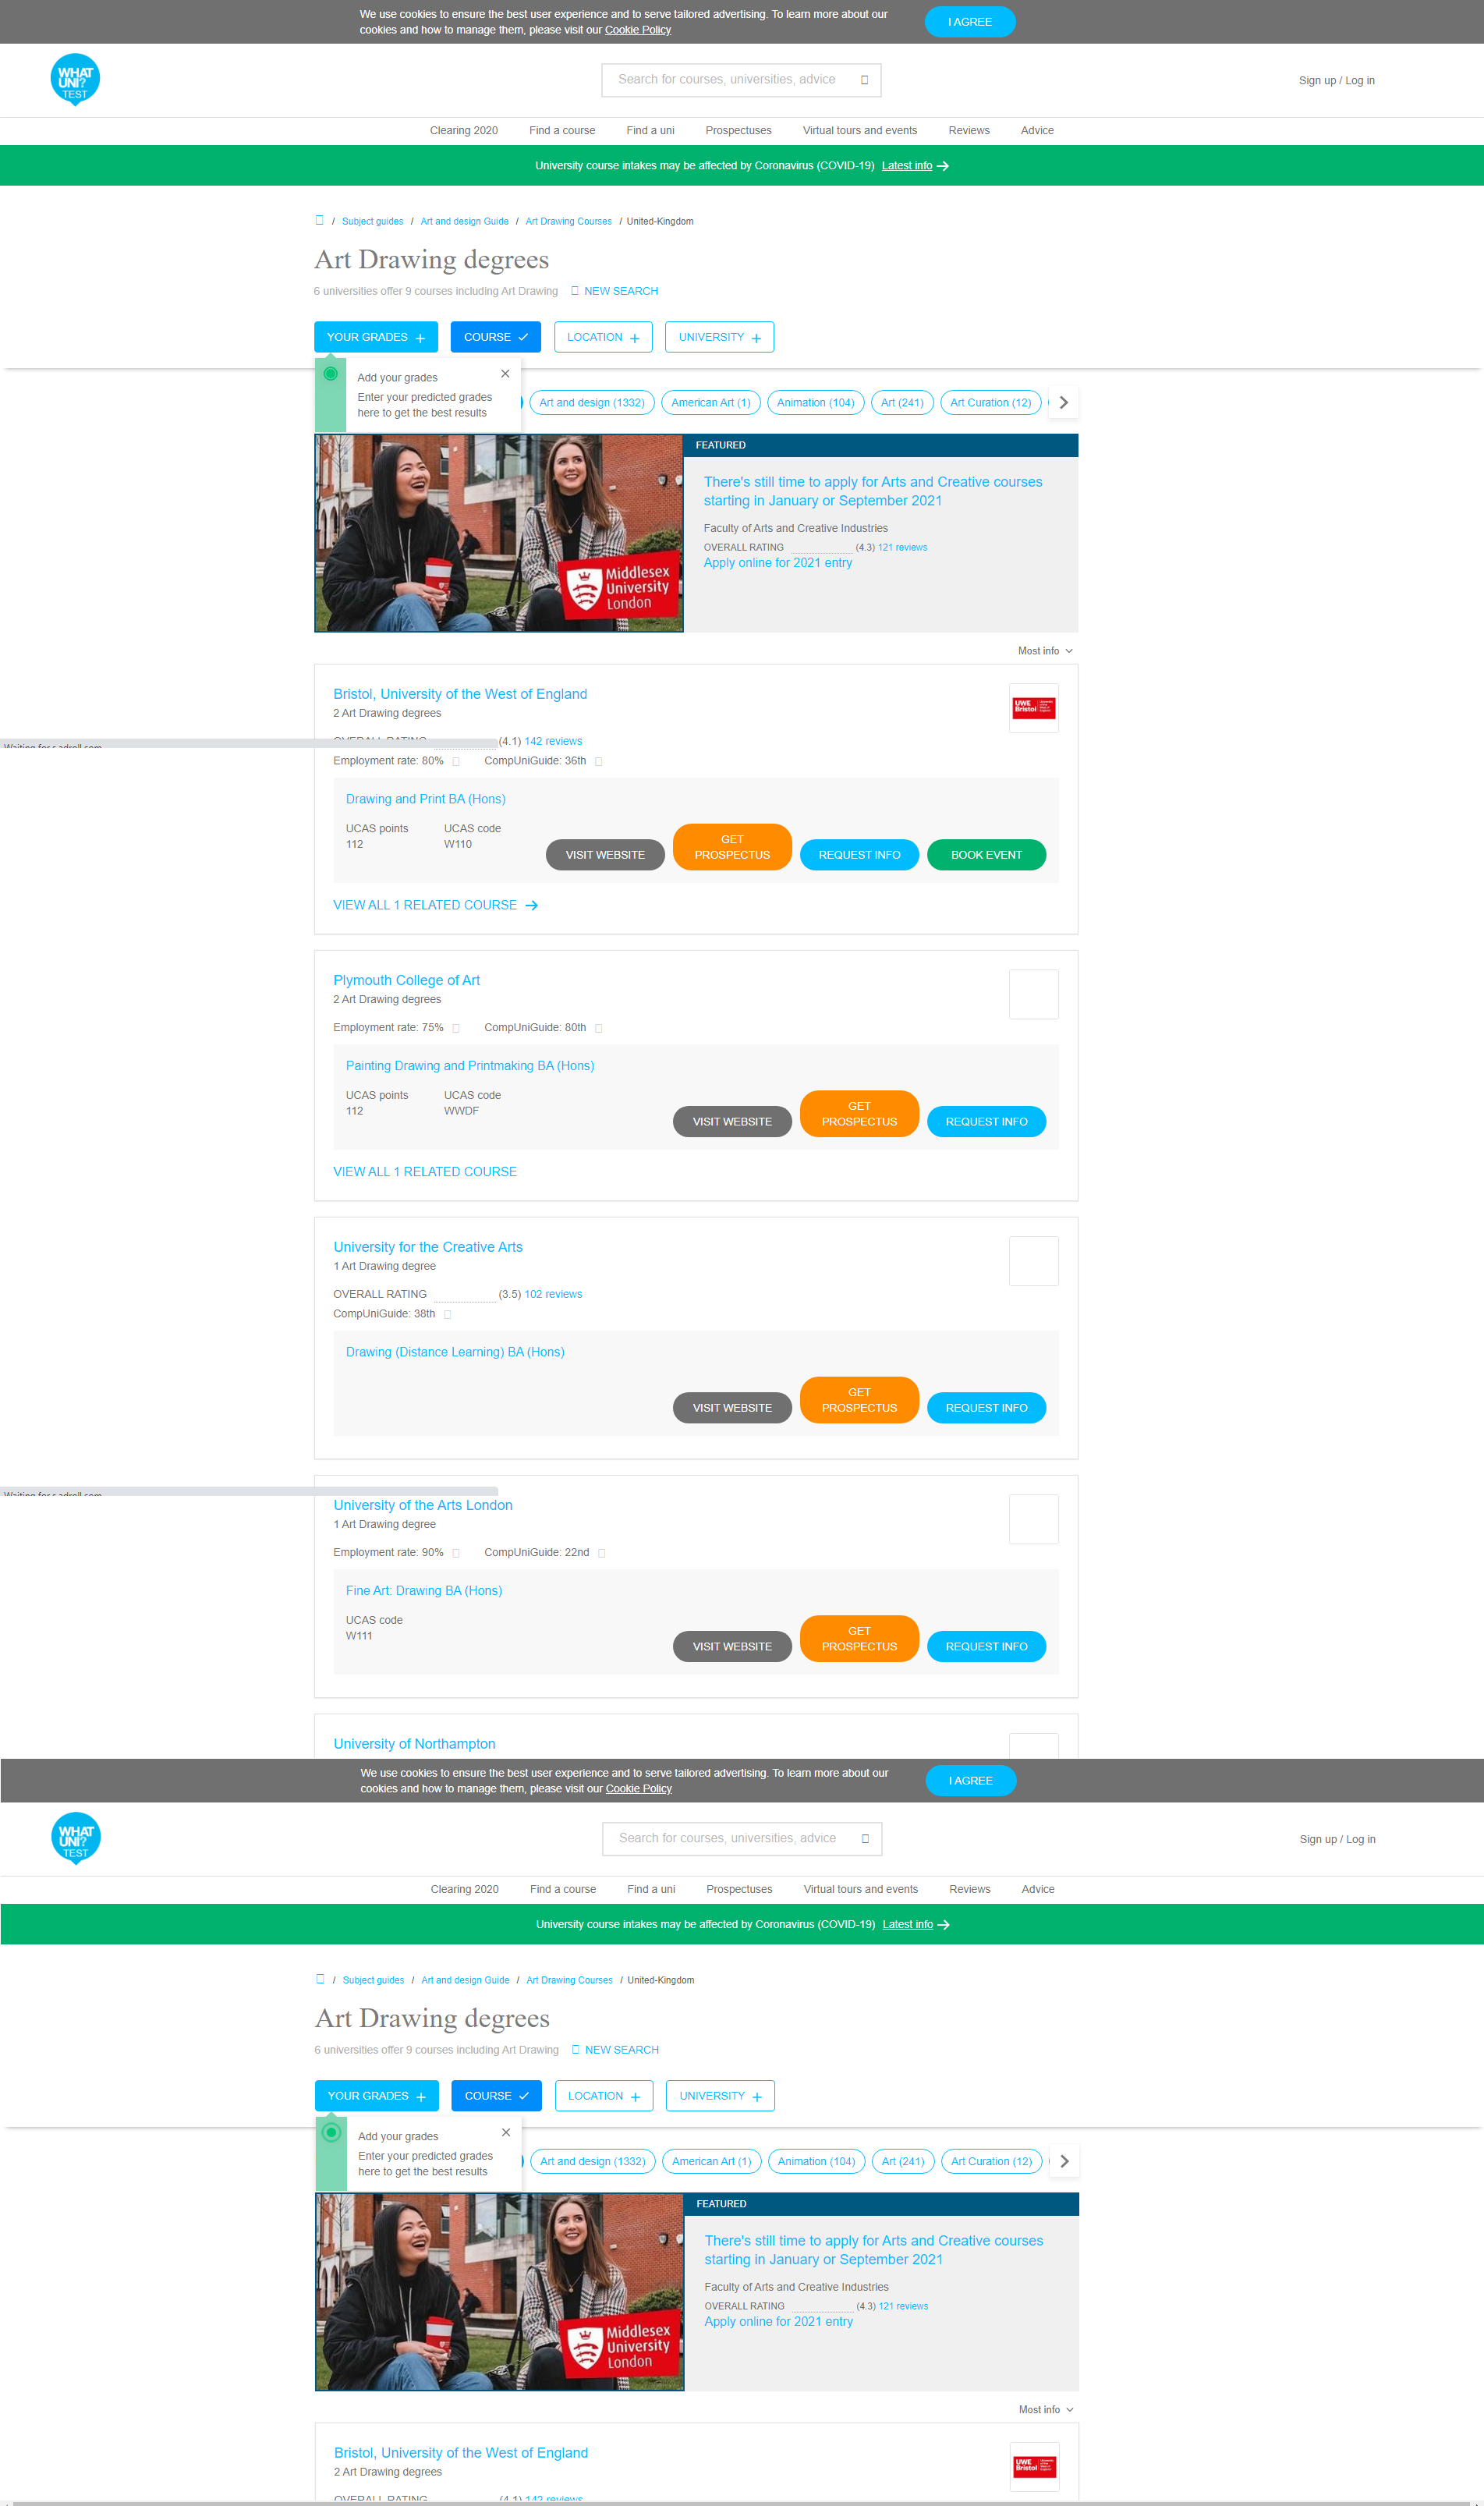 We use cookies to ensure the best user experience and to serve tailored advertising. To learn more about our
cookies and how to manage them, please visit our Cookie Policy
I AGREE
WHAT
UNI?
TEST
Search for courses, universities, advice
Sign up / Log in
Clearing 2020 Find a course Find a uni Prospectuses Virtual tours and events Reviews Advice
University course intakes may be affected by Coronavirus (COVID-19) Latest info
/ Subject guides / Art and design Guide / Art Drawing Courses / United-Kingdom
Art Drawing degrees
6 universities offer 9 courses including Art Drawing NEW SEARCH
YOUR GRADES COURSE LOCATION UNIVERSITY
Add your grades
Enter your predicted grades
here to get the best results
Art and design (1332) American Art (1) Animation (104) Art (241) Art Curation (12)
Middlesex
University
London
FEATURED
There's still time to apply for Arts and Creative courses
starting in January or September 2021
Faculty of Arts and Creative Industries
OVERALL RATING (4.3) 121 reviews
Apply online for 2021 entry
Most info
Bristol, University of the West of England
UWE
Bristol
2 Art Drawing degrees
OVERALL RATING (4.1) 142 reviews
Waiting for s.adroll.com
Employment rate: 80% CompUniGuide: 36th
Drawing and Print BA (Hons)
UCAS points UCAS code
112 W110
VISIT WEBSITE
GET
PROSPECTUS
REQUEST INFO
BOOK EVENT
VIEW ALL 1 RELATED COURSE
Plymouth College of Art
2 Art Drawing degrees
Employment rate: 75% CompUniGuide: 80th
Painting Drawing and Printmaking BA (Hons)
UCAS points UCAS code
112 WWDF
VISIT WEBSITE
GET
PROSPECTUS
REQUEST INFO
VIEW ALL 1 RELATED COURSE
University for the Creative Arts
1 Art Drawing degree
OVERALL RATING (3.5) 102 reviews
CompUniGuide: 38th
Drawing (Distance Learning) BA (Hons)
VISIT WEBSITE
GET
PROSPECTUS
REQUEST INFO
Waiting for s.adroll.com
University of the Arts London
1 Art Drawing degree
Employment rate: 90% CompUniGuide: 22nd
Fine Art: Drawing BA (Hons)
UCAS code
W111
VISIT WEBSITE
GET
PROSPECTUS
REQUEST INFO
University of Northampton
We use cookies to ensure the best user experience and to serve tailored advertising. To learn more about our
cookies and how to manage them, please visit our Cookie Policy
I AGREE
WHAT
UNI?
TEST
Search for courses, universities, advice
Sign up / Log in
Clearing 2020 Find a course Find a uni Prospectuses Virtual tours and events Reviews Advice
University course intakes may be affected by Coronavirus (COVID-19) Latest info
/ Subject guides / Art and design Guide / Art Drawing Courses / United-Kingdom
Art Drawing degrees
6 universities offer 9 courses including Art Drawing NEW SEARCH
YOUR GRADES COURSE LOCATION UNIVERSITY
Add your grades
Enter your predicted grades
here to get the best results
Art and design (1332) American Art (1) Animation (104) Art (241) Art Curation (12)
Middlesex
University
London
FEATURED
There's still time to apply for Arts and Creative courses
starting in January or September 2021
Faculty of Arts and Creative Industries
OVERALL RATING (4.3) 121 reviews
Apply online for 2021 entry
Most info
Bristol, University of the West of England
UWE
Bristol
2 Art Drawing degrees
OVERALL RATING (4.1) 142 reviews